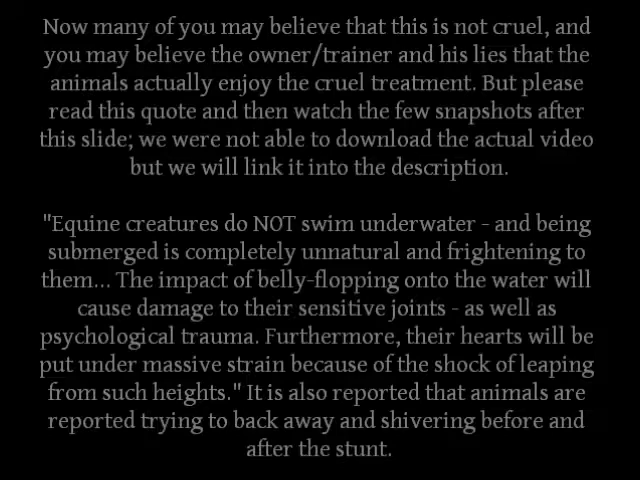 Now many of you may believe that this is not cruel, and
you may believe the owner/trainer and his lies that the
animals actually enjoy the cruel treatment. But please
read this quote and then watch the few snapshots after
this slide; we were not able to download the actual video
but we will link it into the description.
"Equine creatures do NOT swim underwater - and being
submerged is completely unnatural and frightening to
them... The impact of belly-flopping onto the water will
cause damage to their sensitive joints - as well as
psychological trauma. Furthermore, their hearts will be
put under massive strain because of the shock of leaping
from such heights." It is also reported that animals are
reported trying to back away and shivering before and
after the stunt.